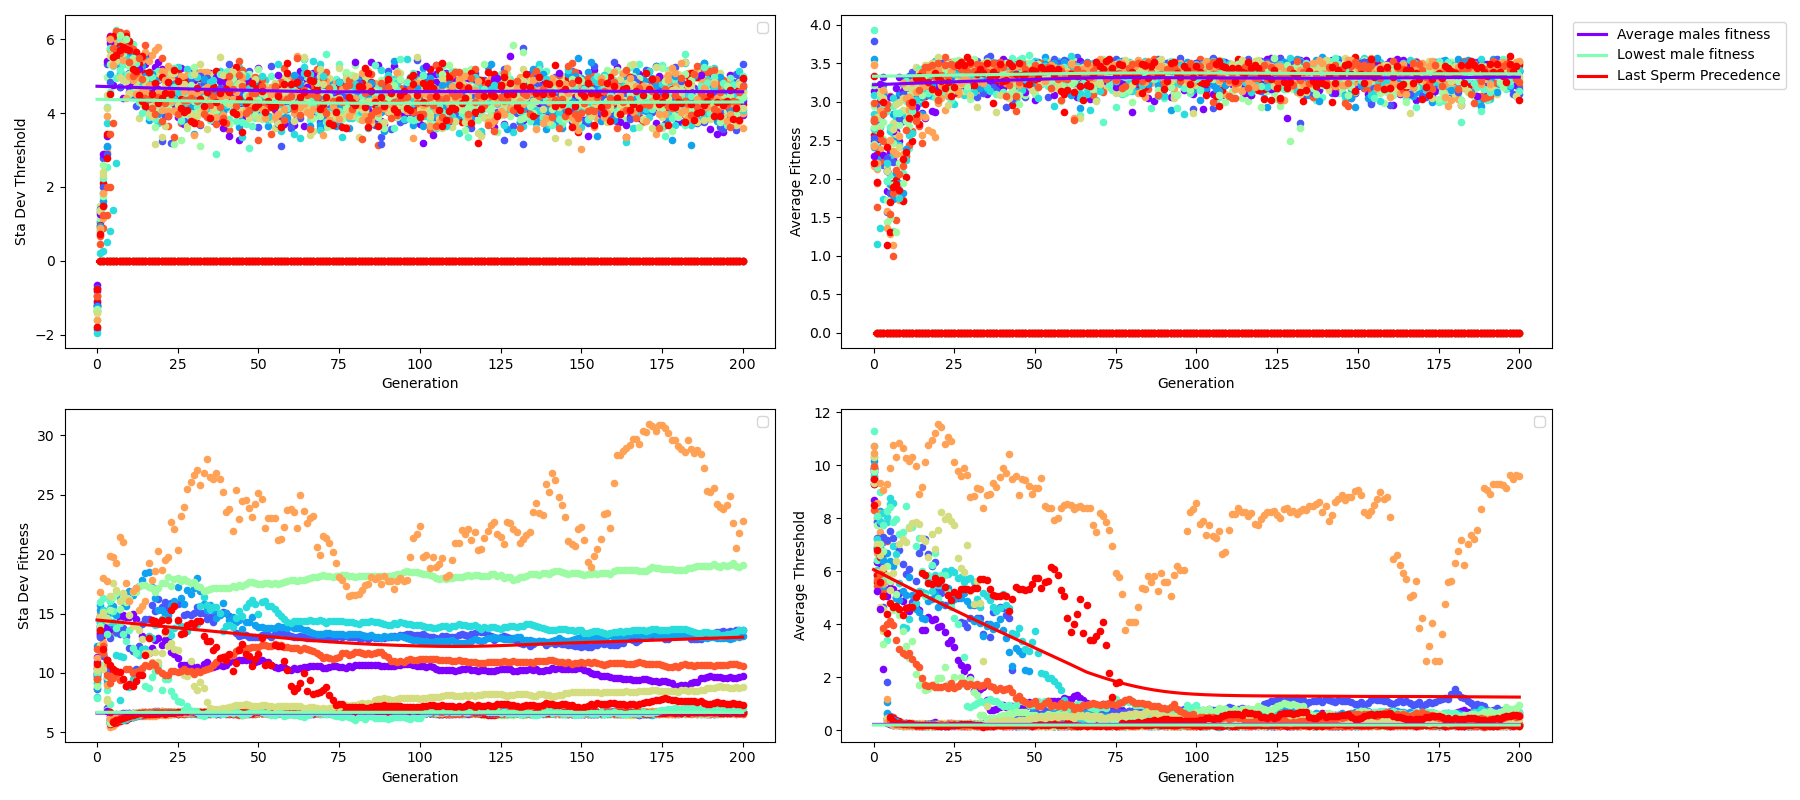 6
4
2
0
−2
Sta Dev Threshold
0 25 50 75 100 125 150 175 200
Generation
4.0
3.5
3.0
2.5
2.0
1.5
1.0
0.5
0.0
Average Fitness
0 25 50 75 100 125 150 175 200
Generation
Average males fitness
Lowest male fitness
Last Sperm Precedence
30
25
20
15
10
5
Sta Dev Fitness
0 25 50 75 100 125 150 175 200
Generation
12
10
8
6
4
2
0
Average Threshold
0 25 50 75 100 125 150 175 200
Generation